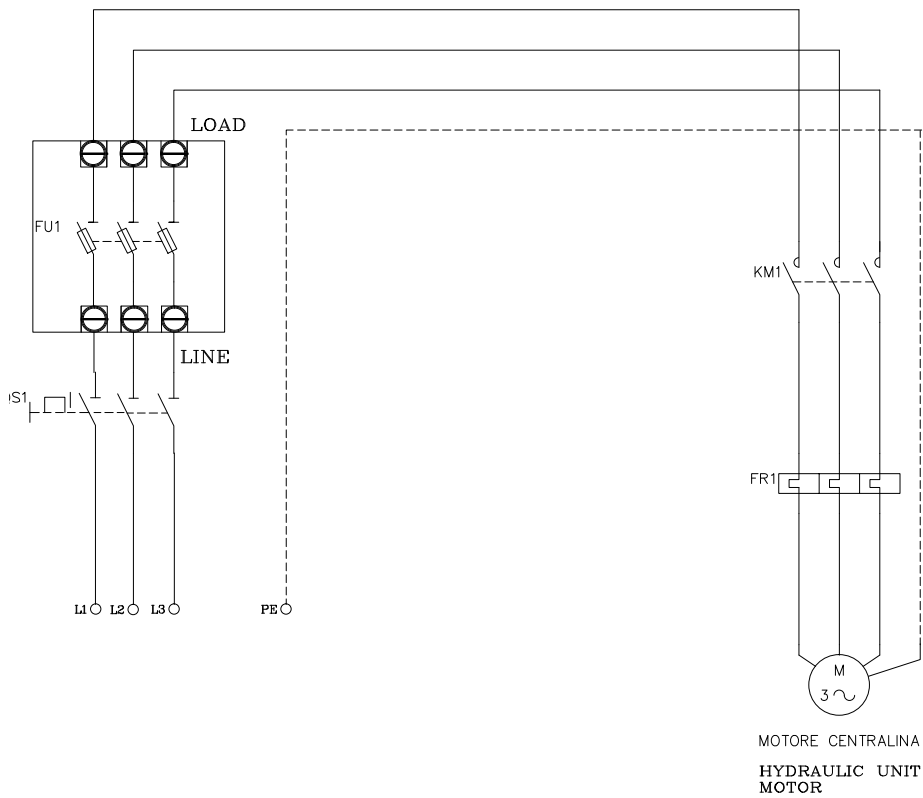 LOAD
FU1
KM1
LINE
S1
FR1
L1 L2 L3 PE
M
3
MOTORE CENTRALINA
HYDRAULIC UNIT
MOTOR